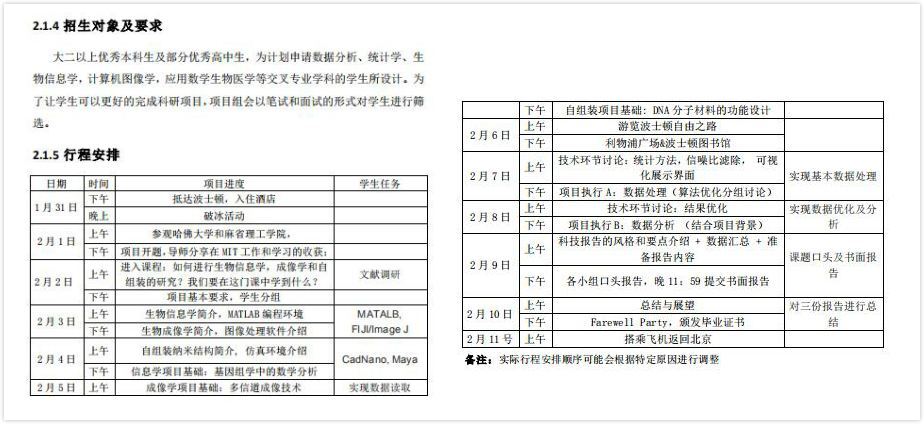 2.1.4 招生对象及要求
大二以上优秀本科生及部分优秀高中生，为计划申请数据分析、统计学、生
物信息学，计算机图像学，应用数学生物医学等交叉专业学科的学生所设计。为
了让学生可以更好的完成科研项目，项目组会以笔试和面试的形式对学生进行筛
选。
2.1.5 行程安排
日期 时间 项目进度 学生任务
1月31日 下午 抵达波士顿，入住酒店
晚上 破冰活动
2月1日 上午 参观哈佛大学和麻省理工学院，
下午 项目开题，导师分享在MIT工作和学习的收获；
2月2日 上午 进入课程：如何进行生物信息学，成像学和自
组装的研究？我们要在这门课中学到什么？ 文献调研
下午 项目基本要求，学生分组
2月3日 上午 生物信息学简介，MATLAB编程环境 MATALB,
下午 生物成像学简介，图像处理软件介绍 FIJI/Image J
2月4日 上午 自组装纳米结构简介，仿真环境介绍 CadNano, Maya
下午 信息学项目基础：基因组学中的数学分析
2月5日 上午 成像学项目基础：多信道成像技术 实现数据读取
下午 自组装项目基础：DNA分子材料的功能设计
2月6日 上午 游览波士顿自由之路
下午 利物浦广场&波士顿图书馆
2月7日 上午 技术环节讨论：统计方法，信噪比滤除， 可视
化展示界面 实现基本数据处理
下午 项目执行A：数据处理（算法优化分组讨论）
2月8日 上午 技术环节讨论：结果优化 实现数据优化及分
下午 项目执行B：数据分析 （结合项目背景） 析
2月9日 上午 科技报告的风格和要点介绍 + 数据汇总 + 准
备报告内容 课题口头及书面报
下午 各小组口头报告，晚11：59提交书面报告 告
2月10日 上午 总结与展望 对三份报告进行总
下午 Farewell Party，颁发毕业证书 结
2月11号 上午 搭乘飞机返回北京
备注： 实际行程安排顺序可能会根据特定原因进行调整